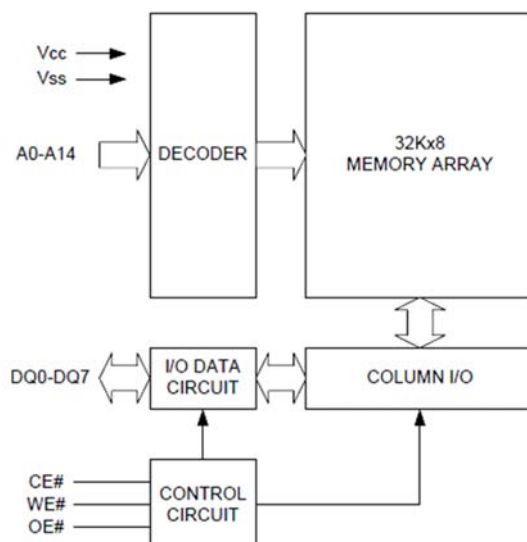 Vcc
Vss
A0-A14
DECODER
32Kx8
MEMORY ARRAY
DQ0-DQ7
I/O DATA
CIRCUIT
COLUMN I/O
CE#
WE#
OE#
CONTROL
CIRCUIT